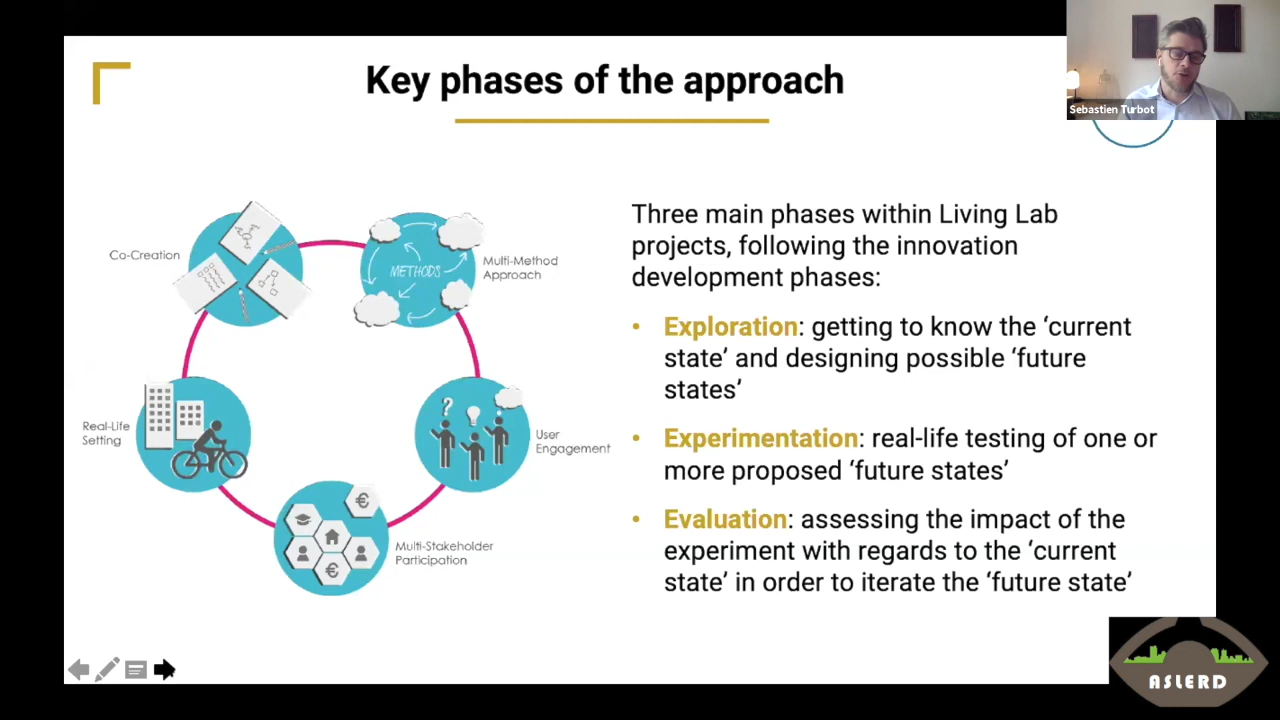 Key phases of the approach
Sebastien Turbot
Co-Creation
METHODS
Multi-Method
Approach
Real-Life
Setting
?
User
Engagement
€
€
Multi-Stakeholder
Participation
Three main phases within Living Lab
projects, following the innovation
development phases:
• Exploration: getting to know the ‘current
state’ and designing possible ‘future
states’
• Experimentation: real-life testing of one or
more proposed ‘future states’
• Evaluation: assessing the impact of the
experiment with regards to the ‘current
state’ in order to iterate the ‘future state’
ASLERD